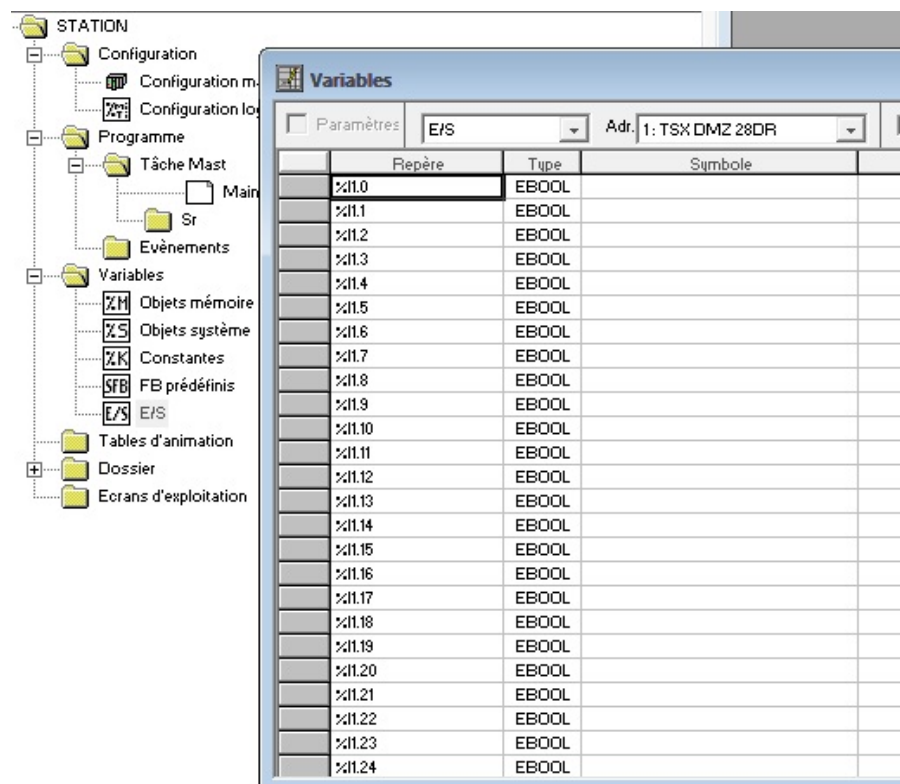 STATION
Configuration
Configuration m
Configuration lo
Programme
Tâche Mast
Main
Sr
Evènements
Variables
%M Objets mémoire
%S Objets système
%K Constantes
SFB FB prédéfinis
E/S E/S
Tables d'animation
Dossier
Ecrans d'exploitation
Variables
Paramètres E/S Adr. 1: TSX DMZ 28DR
Repère Type Symbole
%I1.0 EBOOL
%I1.1 EBOOL
%I1.2 EBOOL
%I1.3 EBOOL
%I1.4 EBOOL
%I1.5 EBOOL
%I1.6 EBOOL
%I1.7 EBOOL
%I1.8 EBOOL
%I1.9 EBOOL
%I1.10 EBOOL
%I1.11 EBOOL
%I1.12 EBOOL
%I1.13 EBOOL
%I1.14 EBOOL
%I1.15 EBOOL
%I1.16 EBOOL
%I1.17 EBOOL
%I1.18 EBOOL
%I1.19 EBOOL
%I1.20 EBOOL
%I1.21 EBOOL
%I1.22 EBOOL
%I1.23 EBOOL
%I1.24 EBOOL